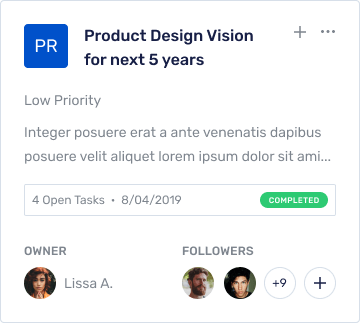 PR
Product Design Vision
for next 5 years
Low Priority
Integer posuere erat a ante venenatis dapibus
posuere velit aliquet lorem ipsum dolor sit ami...
4 Open Tasks • 8/04/2019
COMPLETED
OWNER
FOLLOWERS
Lissa A.
+9